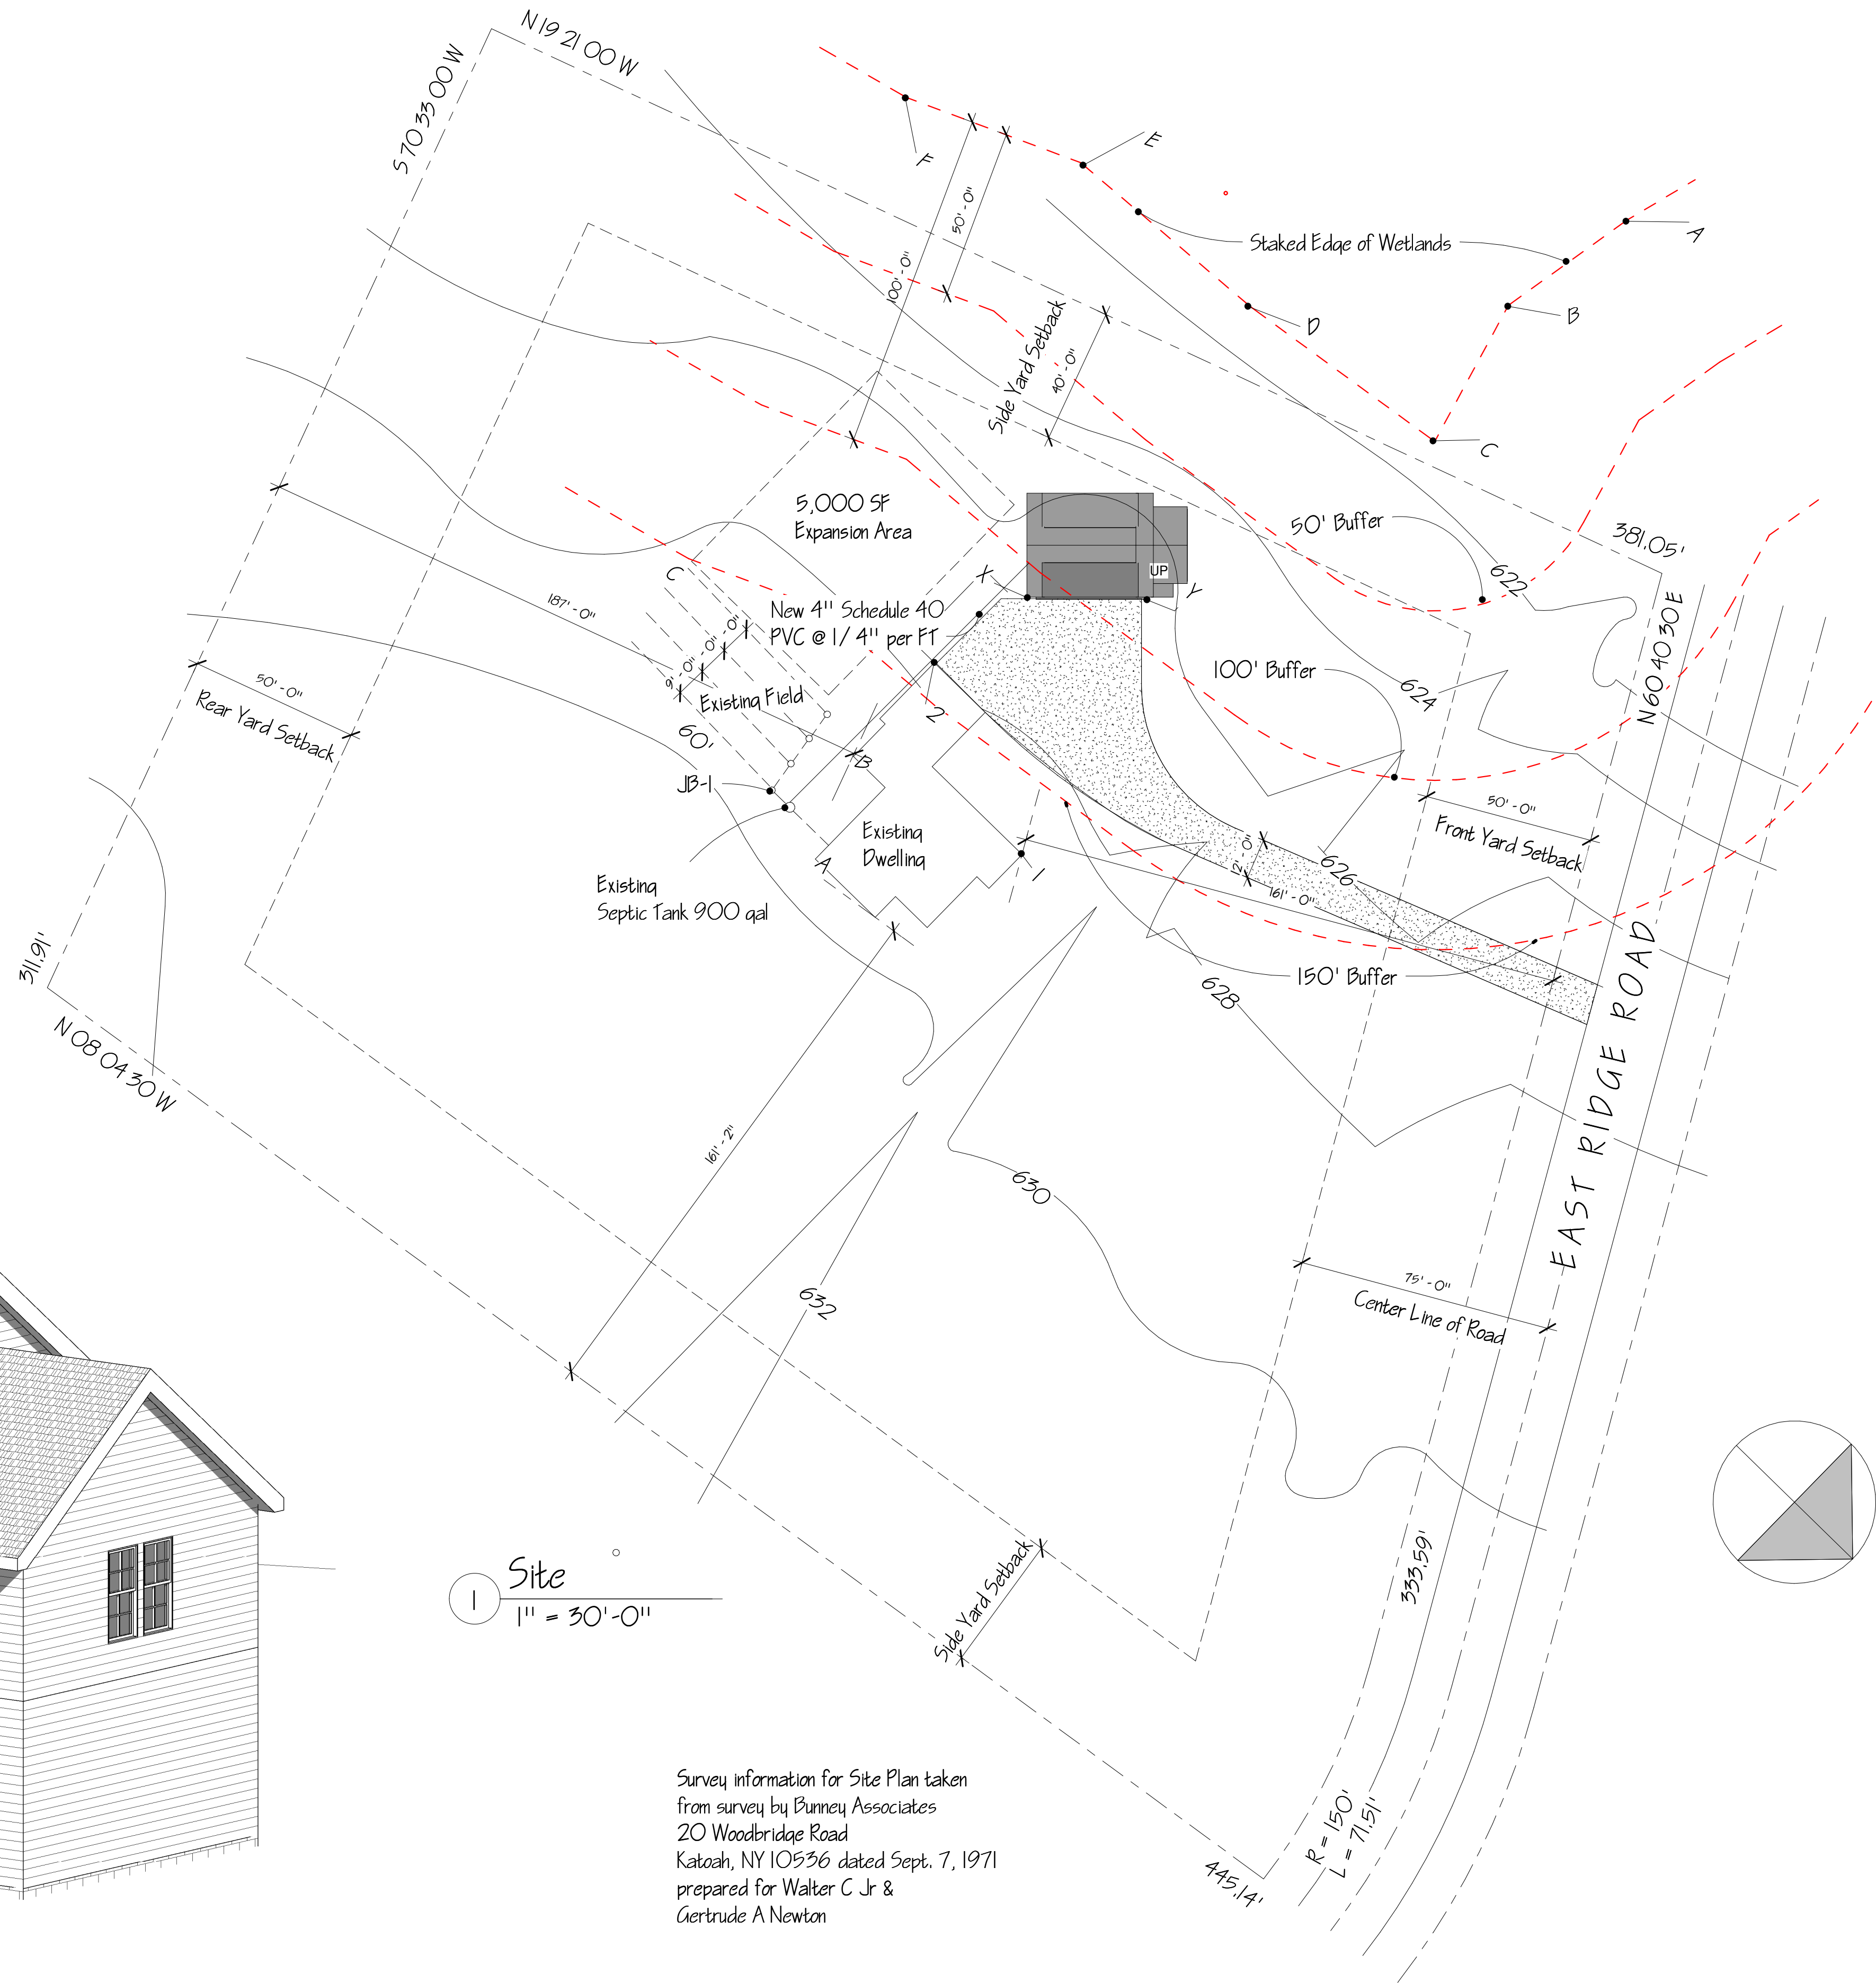 N 19 21 00 W
S 70 33 00 W
F
E
50' - 0"
100' - 0"
Staked Edge of Wetlands
A
B
D
C
Side Yard Setback
40' - 0"
5,000 SF
Expansion Area
50' Buffer
381.05'
622
UP
X
Y
C
187' - 0"
New 4" Schedule 40
PVC @ 1/ 4" per FT
N 60 40 30 E
100' Buffer
624
9' - 0" - 0" - 0"
Existing Field
50' - 0"
Rear Yard Setback
2
60'
B
JB-1
50' - 0"
Front Yard Setback
Existing
Dwelling
A
1
12' - 0"
626
161' - 0"
Existing
Septic Tank 900 gal
311.91'
150' Buffer
628
N 08 04 30 W
EAST RIDGE ROAD
161' - 2"
630
632
75' - 0"
Center Line of Road
Side Yard Setback
333.59'
1
Site
1" = 30'-0"
Survey information for Site Plan taken
from survey by Bunney Associates
20 Woodbridge Road
Katoah, NY 10536 dated Sept. 7, 1971
prepared for Walter C Jr &
Gertrude A Newton
R = 150'
L = 71.51'
445.14'